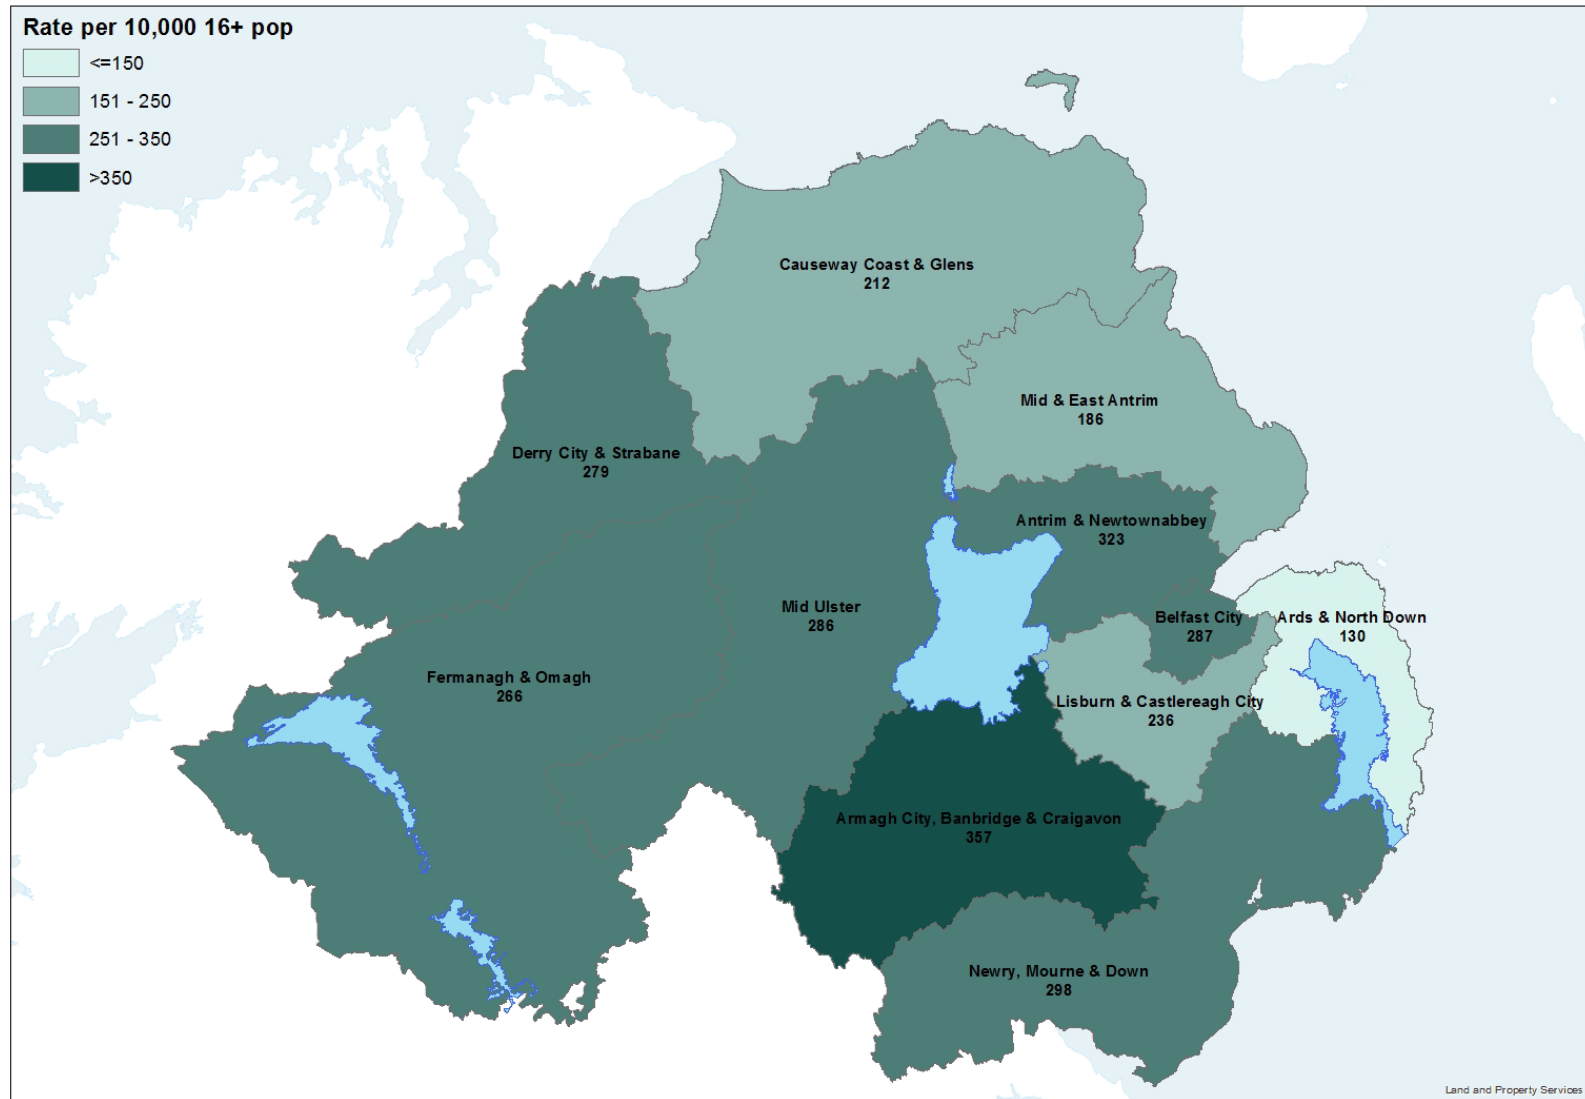 Rate per 10,000 16+ pop
<=150
151 - 250
251 - 350
>350
Causeway Coast & Glens
212
Mid & East Antrim
186
Derry City & Strabane
279
Antrim & Newtownabbey
323
Mid Ulster
286
Belfast City
287
Ards & North Down
130
Fermanagh & Omagh
266
Lisburn & Castlereagh City
236
Armagh City, Banbridge & Craigavon
357
Newry, Mourne & Down
298
Land and Property Services